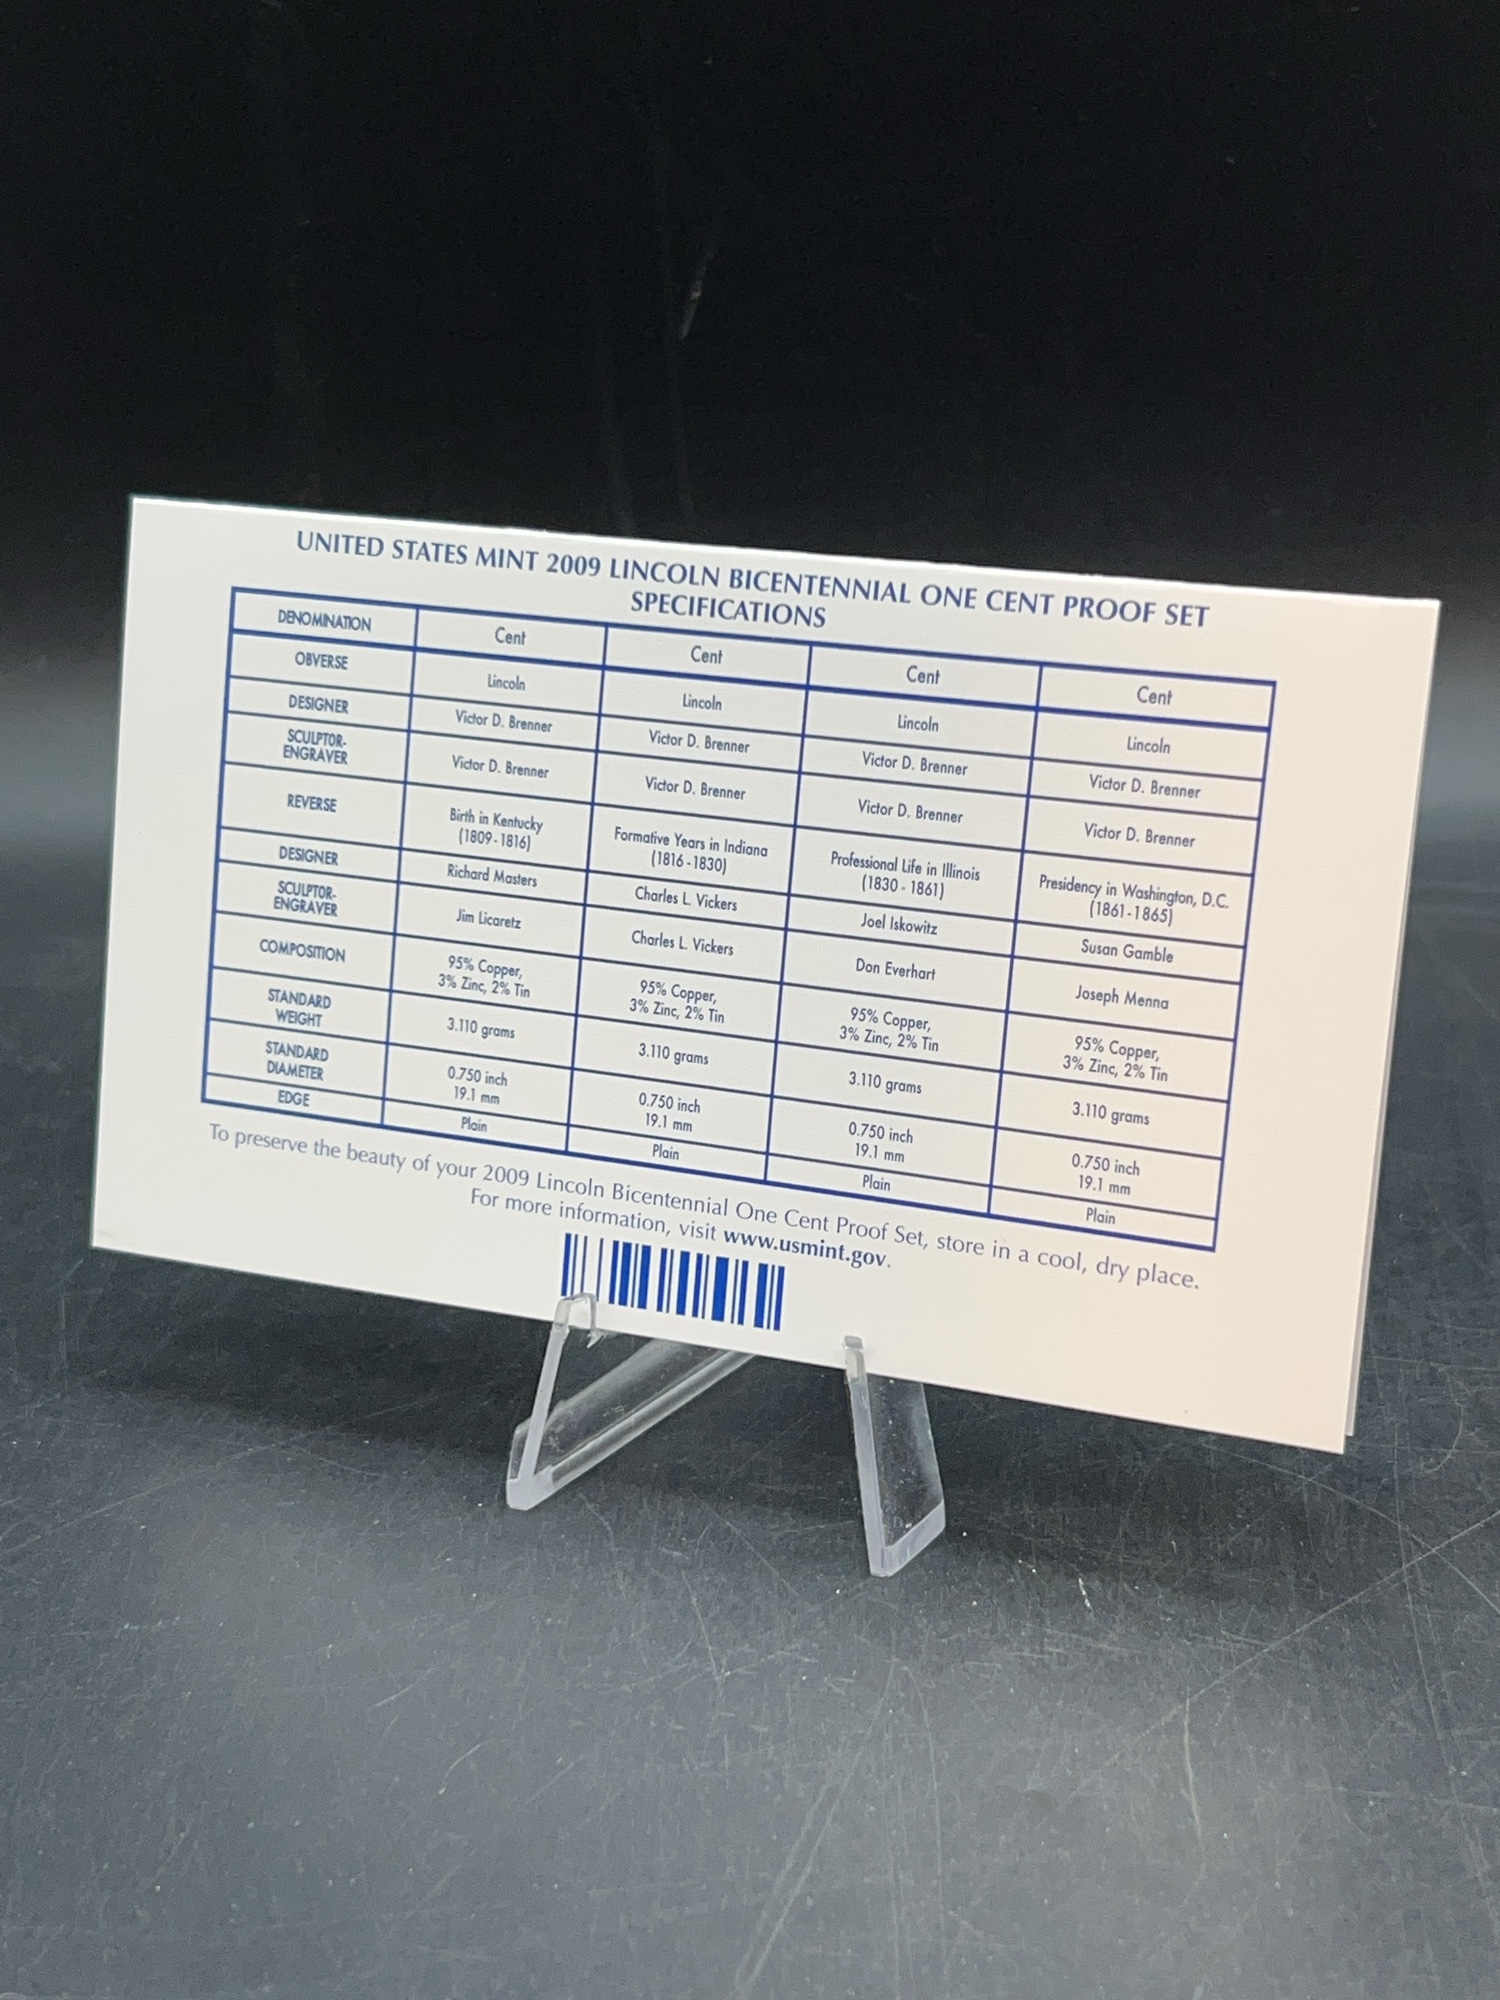 UNITED STATES MINT 2009 LINCOLN BICENTENNIAL ONE CENT PROOF SET
SPECIFICATIONS
DENOMINATION Cent Cent Cent Cent
OBVERSE Lincoln Lincoln Lincoln Lincoln
DESIGNER Victor D. Brenner Victor D. Brenner Victor D. Brenner Victor D. Brenner
SCULPTOR-
ENGRAVER Victor D. Brenner Victor D. Brenner Victor D. Brenner Victor D. Brenner
REVERSE Birth in Kentucky Formative Years in Indiana Professional Life in Illinois Presidency in Washington, D.C.
(1809-1816) (1816-1830) (1830 - 1861) (1861-1865)
DESIGNER Richard Masters Charles L. Vickers Joel Iskowitz Susan Gamble
SCULPTOR-
ENGRAVER Jim Licaretz Charles L. Vickers Don Everhart Joseph Menna
COMPOSITION 95% Copper, 95% Copper, 95% Copper, 95% Copper,
3% Zinc, 2% Tin 3% Zinc, 2% Tin 3% Zinc, 2% Tin 3% Zinc, 2% Tin
STANDARD
WEIGHT 3.110 grams 3.110 grams 3.110 grams 3.110 grams
STANDARD 0.750 inch 0.750 inch 0.750 inch 0.750 inch
DIAMETER 19.1 mm 19.1 mm 19.1 mm 19.1 mm
EDGE Plain Plain Plain Plain
To preserve the beauty of your 2009 Lincoln Bicentennial One Cent Proof Set, store in a cool, dry place.
For more information, visit www.usmint.gov.